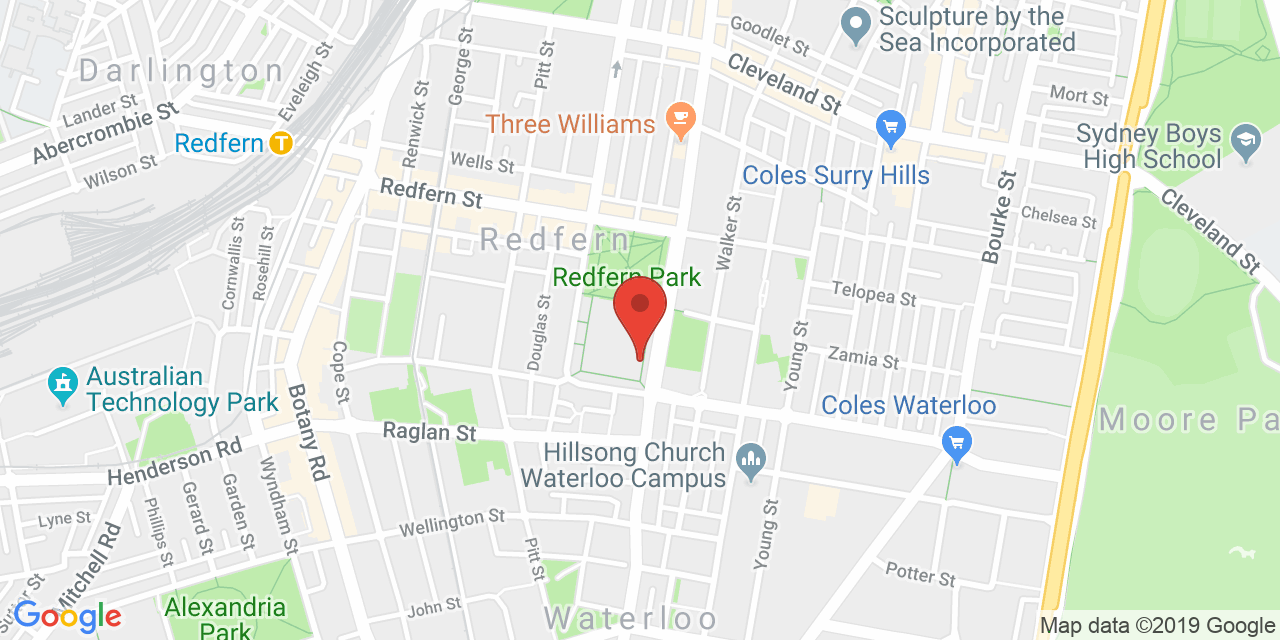 Sculpture by the
Sea Incorporated
Goodlet St
George St
Pitt St
Cleveland St
Darlington
Eveleigh St
Lander St
Abercrombie St
Renwick St
Mort St
Three Williams
Sydney Boys
High School
Redfern
T
Wilson St
Wells St
Coles Surry Hills
Redfern St
Bourke St
Walker St
Chelsea St
Cleveland St
Redfern
Cornwallis St
Rosehill St
Redfern Park
Telopea St
Douglas St
Young St
Zamia St
Cope St
Australian
Technology Park
Botany Rd
Coles Waterloo
Moore Pa
Raglan St
Hillsong Church
Waterloo Campus
Henderson Rd
Wyndham St
Garden St
Gerard St
Phillips St
Lyne St
Wellington St
Young St
Mitchell Rd
Pitt St
Potter St
John St
Alexandria
Park
Waterloo
Google
Map data ©2019 Google